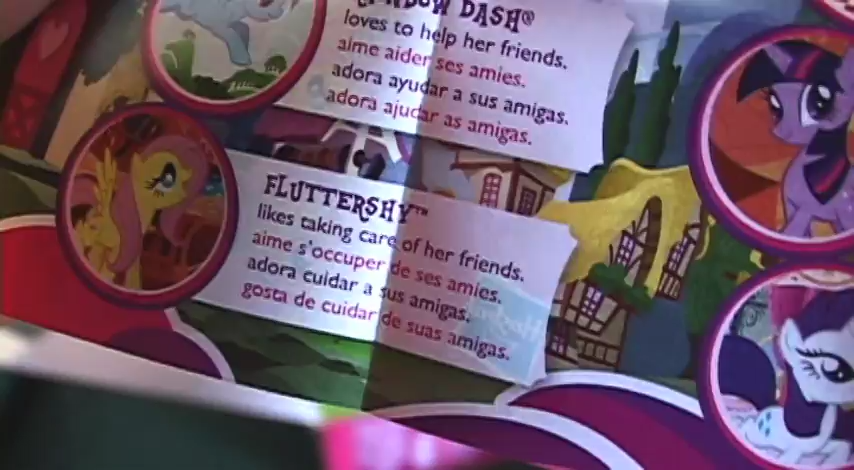 DASH®
loves to help her friends.
aime aider ses amies.
adora ayudar a sus amigas.
adora ajudar as amigas.
FLUTTERSHY™
likes taking care of her friends.
aime s'occuper de ses amies.
adora cuidar a sus amigas.
gosta de cuidar de suas amigas.